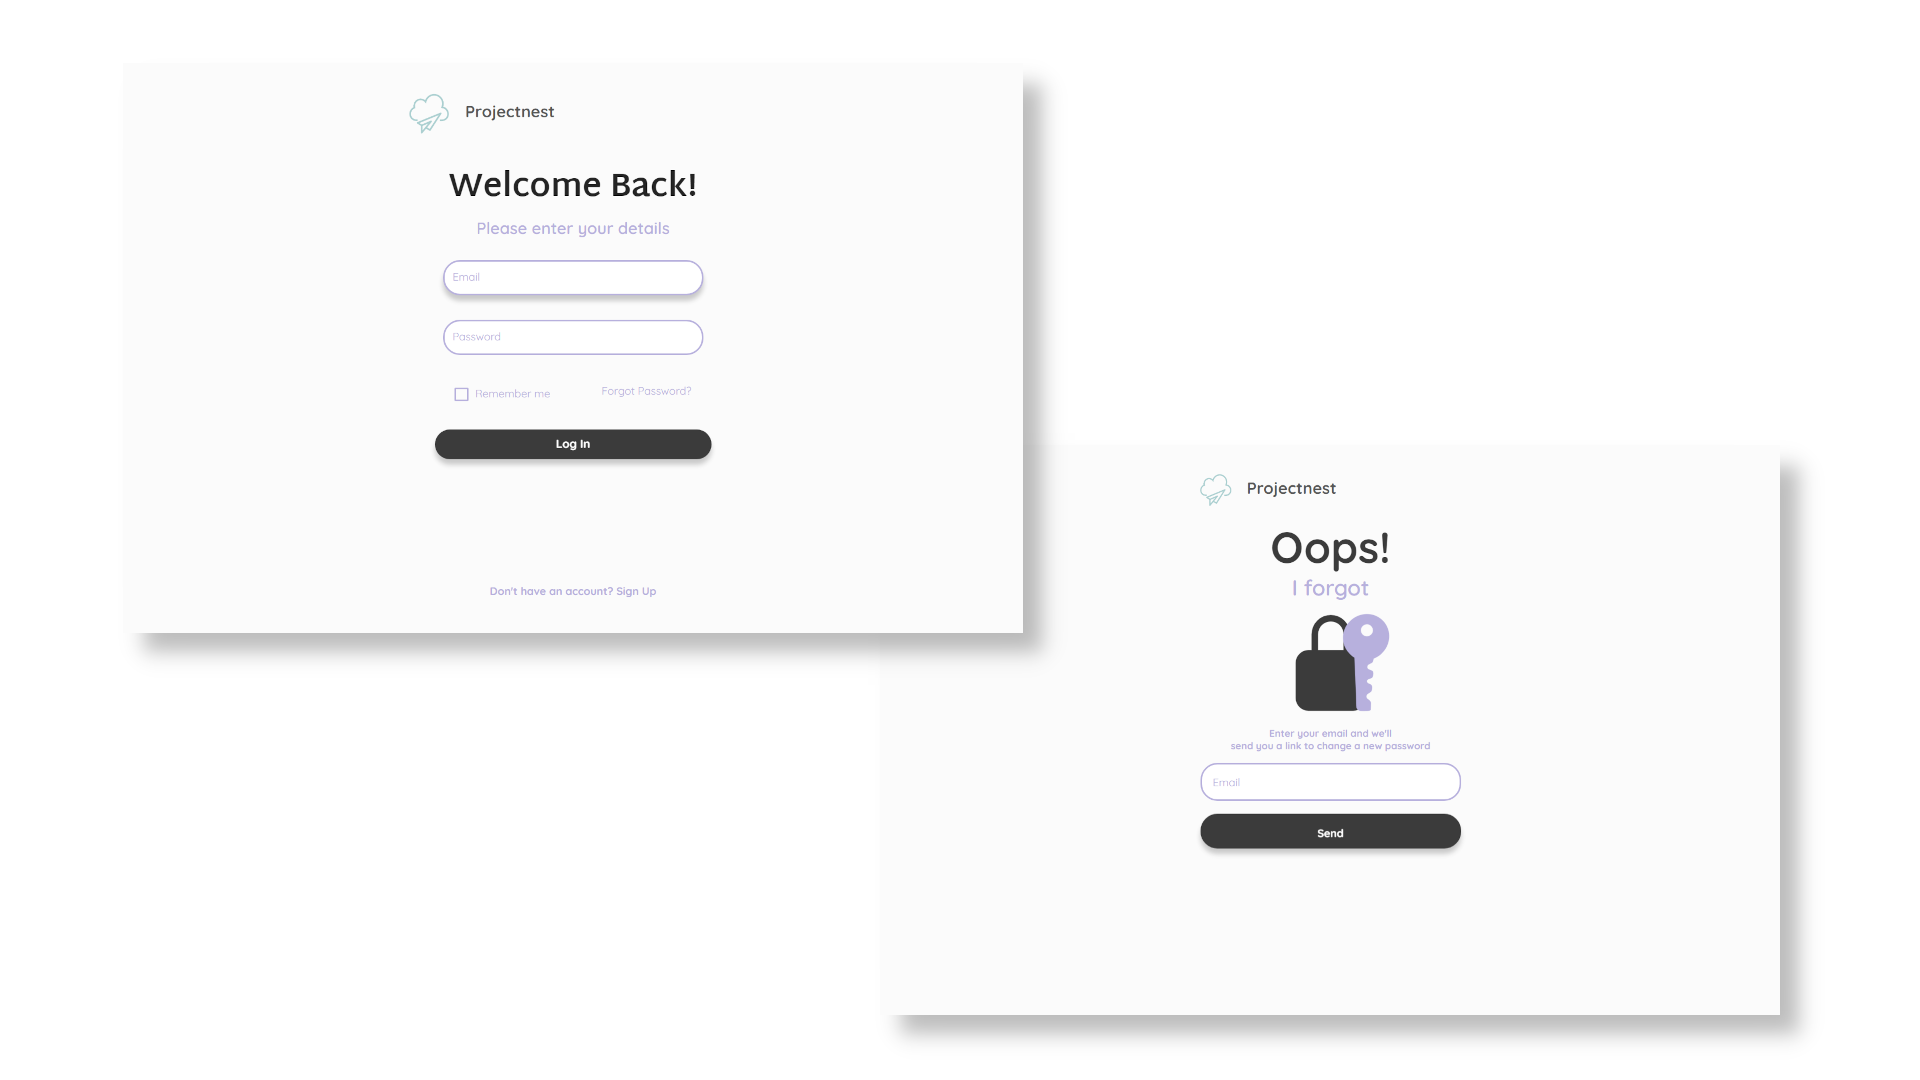 Projectnest
Welcome Back!
Please enter your details
Email
Password
Remember me
Forgot Password?
Log In
Don't have an account? Sign Up
Projectnest
Oops!
I forgot
Enter your email and we'll
send you a link to change a new password
Email
Send